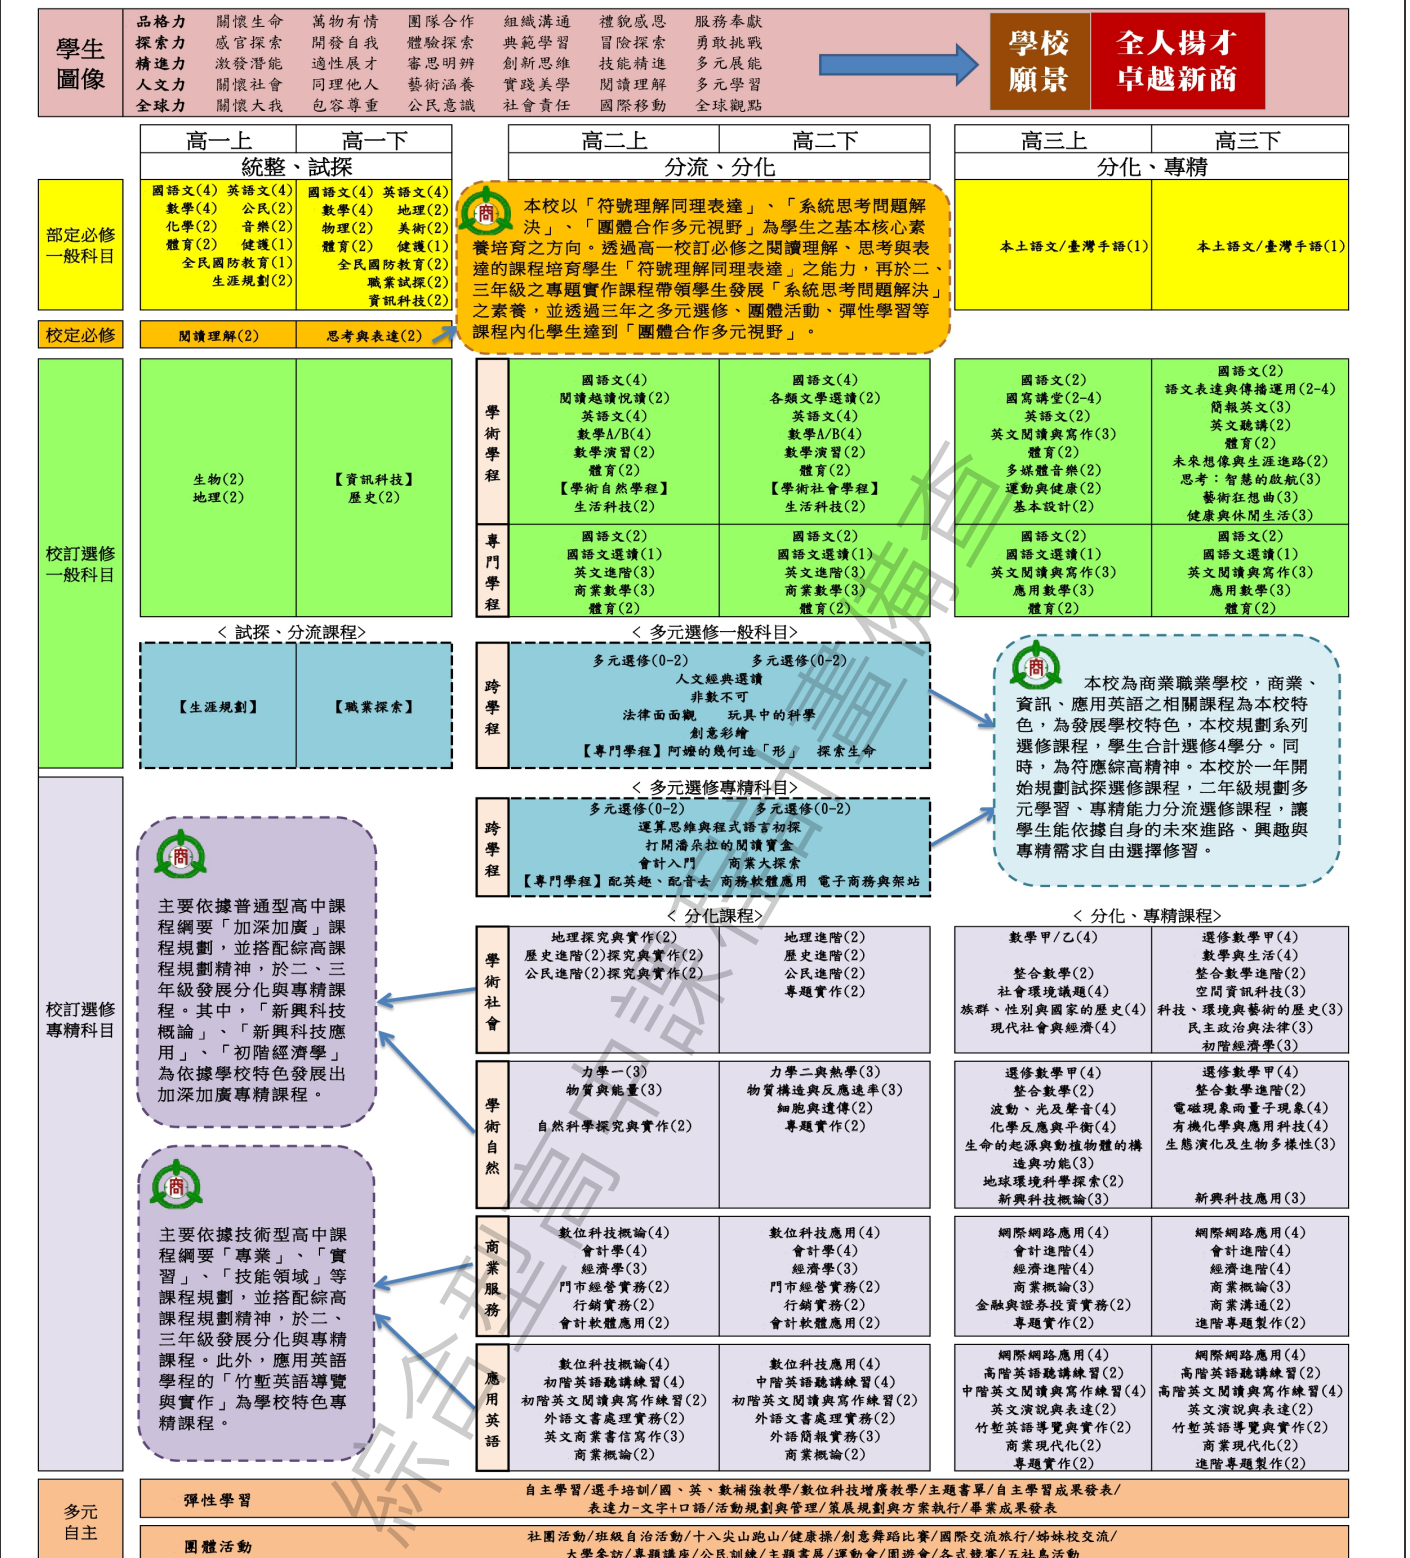 學生
圖像
品格力 關懷生命 萬物有情 團隊合作 組織溝通 禮貌感恩 服務奉獻
探索力 感官探索 開發自我 體驗探索 典範學習 冒險探索 勇敢挑戰
精進力 激發潛能 適性展才 審思明辨 創新思維 技能精進 多元展能
人文力 關懷社會 同理他人 藝術涵養 實踐美學 閱讀理解 多元學習
全球力 關懷大我 包容尊重 公民意識 社會責任 國際移動 全球觀點
學校
願景
全人揚才
卓越新商
高一上 高一下 高二上 高二下 高三上 高三下
統整、試探 分流、分化 分化、專精
部定必修
一般科目
國語文(4) 英語文(4)
數學(4) 公民(2)
化學(2) 音樂(2)
體育(2) 健護(1)
全民國防教育(1)
生涯規劃(2)
國語文(4) 英語文(4)
數學(4) 地理(2)
物理(2) 美術(2)
體育(2) 健護(1)
全民國防教育(2)
職業試探(2)
資訊科技(2)
商
本校以「符號理解同理表達」、「系統思考問題解
決」、「團體合作多元視野」為學生之基本核心素
養培育之方向。透過高一校訂必修之閱讀理解、思考與表
達的課程培育學生「符號理解同理表達」之能力，再於二、
三年級之專題實作課程帶領學生發展「系統思考問題解決」
之素養，並透過三年之多元選修、團體活動、彈性學習等
課程內化學生達到「團體合作多元視野」。
本土語文/臺灣手語(1) 本土語文/臺灣手語(1)
校定必修 閱讀理解(2) 思考與表達(2)
校訂選修
一般科目
生物(2)
地理(2)
【資訊科技】
歷史(2)
學
術
學
程
國語文(4)
閱讀越讀悅讀(2)
英語文(4)
數學A/B(4)
數學演習(2)
體育(2)
【學術自然學程】
生活科技(2)
國語文(4)
各類文學選讀(2)
英語文(4)
數學A/B(4)
數學演習(2)
體育(2)
【學術社會學程】
生活科技(2)
國語文(2)
國寫講堂(2-4)
英語文(2)
英文閱讀與寫作(3)
體育(2)
多媒體音樂(2)
運動與健康(2)
基本設計(2)
國語文(2)
語文表達與傳播運用(2-4)
簡報英文(3)
英文聽講(2)
體育(2)
未來想像與生涯進路(2)
思考：智慧的啟航(3)
藝術狂想曲(3)
健康與休閒生活(3)
專
門
學
程
國語文(2)
國語文選讀(1)
英文進階(3)
商業數學(3)
體育(2)
國語文(2)
國語文選讀(1)
英文進階(3)
商業數學(3)
體育(2)
國語文(2)
國語文選讀(1)
英文閱讀與寫作(3)
應用數學(3)
體育(2)
國語文(2)
國語文選讀(1)
英文閱讀與寫作(3)
應用數學(3)
體育(2)
< 試探、分流課程>
【生涯規劃】 【職業探索】
< 多元選修一般科目>
跨
學
程
多元選修(0-2) 多元選修(0-2)
人文經典選讀
非數不可
法律面面觀 玩具中的科學
創意彩繪
【專門學程】阿嬤的幾何造「形」 探索生命
商
本校為商業職業學校，商業、
資訊、應用英語之相關課程為本校特
色，為發展學校特色，本校規劃系列
選修課程，學生合計選修4學分。同
時，為符應綜高精神。本校於一年開
始規劃試探選修課程，二年級規劃多
元學習、專精能力分流選修課程，讓
學生能依據自身的未來進路、興趣與
專精需求自由選擇修習。
校訂選修
專精科目
< 多元選修專精科目>
跨
學
程
多元選修(0-2) 多元選修(0-2)
運算思維與程式語言初探
打開潘朵拉的閱讀寶盒
會計入門 商業大探索
【專門學程】配英趣、配音去 商務軟體應用 電子商務與架站
商
主要依據普通型高中課
程綱要「加深加廣」課
程規劃，並搭配綜高課
程規劃精神，於二、三
年級發展分化與專精課
程。其中，「新興科技
概論」、「新興科技應
用」、「初階經濟學」
為依據學校特色發展出
加深加廣專精課程。
< 分化課程> < 分化、專精課程>
學
術
社
會
地理探究與實作(2)
歷史進階(2)探究與實作(2)
公民進階(2)探究與實作(2)
地理進階(2)
歷史進階(2)
公民進階(2)
專題實作(2)
數學甲/乙(4)
整合數學(2)
社會環境議題(4)
族群、性別與國家的歷史(4)
現代社會與經濟(4)
選修數學甲(4)
數學與生活(4)
整合數學進階(2)
空間資訊科技(3)
科技、環境與藝術的歷史(3)
民主政治與法律(3)
初階經濟學(3)
學
術
自
然
力學一(3)
物質與能量(3)
自然科學探究與實作(2)
力學二與熱學(3)
物質構造與反應速率(3)
細胞與遺傳(2)
專題實作(2)
選修數學甲(4)
整合數學(2)
波動、光及聲音(4)
化學反應與平衡(4)
生命的起源與動植物體的構
造與功能(3)
地球環境科學探索(2)
新興科技概論(3)
選修數學甲(4)
整合數學進階(2)
電磁現象兩量子現象(4)
有機化學與應用科技(4)
生態演化及生物多樣性(3)
新興科技應用(3)
商
主要依據技術型高中課
程綱要「專業」、「實
習」、「技能領域」等
課程規劃，並搭配綜高
課程規劃精神，於二、
三年級發展分化與專精
課程。此外，應用英語
學程的「竹塹英語導覽
與實作」為學校特色專
精課程。
商
業
服
務
數位科技概論(4)
會計學(4)
經濟學(3)
門市經營實務(2)
行銷實務(2)
會計軟體應用(2)
數位科技應用(4)
會計學(4)
經濟學(3)
門市經營實務(2)
行銷實務(2)
會計軟體應用(2)
網際網路應用(4)
會計進階(4)
經濟進階(4)
商業概論(3)
金融與證券投資實務(2)
專題實作(2)
網際網路應用(4)
會計進階(4)
經濟進階(4)
商業概論(3)
商業溝通(2)
進階專題製作(2)
應
用
英
語
數位科技概論(4)
初階英語聽講練習(4)
初階英文閱讀與寫作練習(2)
外語文書處理實務(2)
英文商業書信寫作(3)
商業概論(2)
數位科技應用(4)
中階英語聽講練習(4)
初階英文閱讀與寫作練習(2)
外語文書處理實務(2)
外語簡報實務(3)
商業概論(2)
網際網路應用(4)
高階英語聽講練習(2)
中階英文閱讀與寫作練習(4)
英文演說與表達(2)
竹塹英語導覽與實作(2)
商業現代化(2)
專題實作(2)
網際網路應用(4)
高階英語聽講練習(2)
高階英文閱讀與寫作練習(4)
英文演說與表達(2)
竹塹英語導覽與實作(2)
商業現代化(2)
進階專題製作(2)
多元
自主
彈性學習
自主學習/選手培訓/國、英、數補強教學/數位科技增廣教學/主題書單/自主學習成果發表/
表達力-文字+口語/活動規劃與管理/策展規劃與方案執行/畢業成果發表
團體活動
社團活動/班級自治活動/十八尖山跑山/健康操/創意舞蹈比賽/國際交流旅行/姊妹校交流/
大學參訪/專題講座/公民訓練/主題書展/運動會/園遊會/各式競賽/五社鳥活動
綜合型高中課程計畫備查